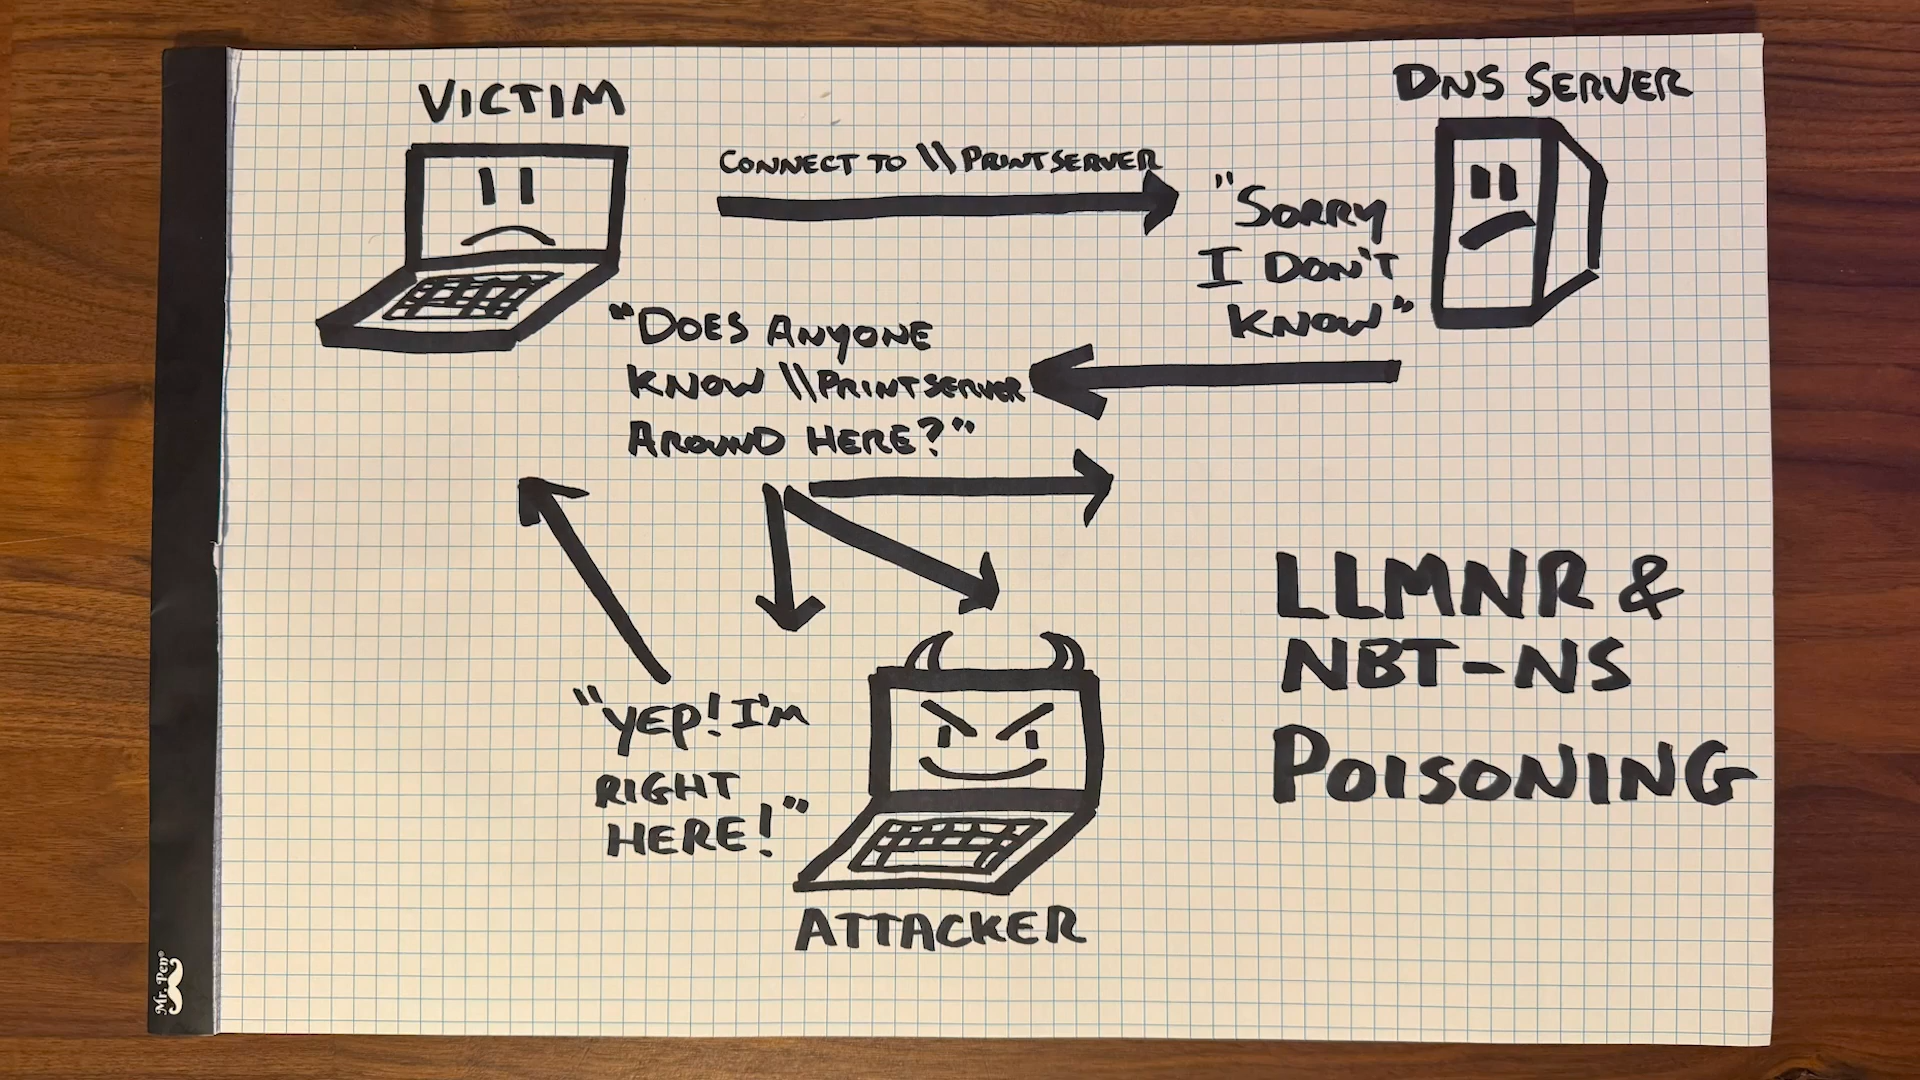 VICTIM
DNS SERVER
CONNECT TO \\PRINTSERVER
"SORRY
I DON'T
KNOW"
"DOES ANYONE
KNOW \\PRINTSERVER
AROUND HERE?"
LLMNR &
NBT-NS
POISONING
"YEP! I'M
RIGHT
HERE!"
ATTACKER
Mr. Pen®